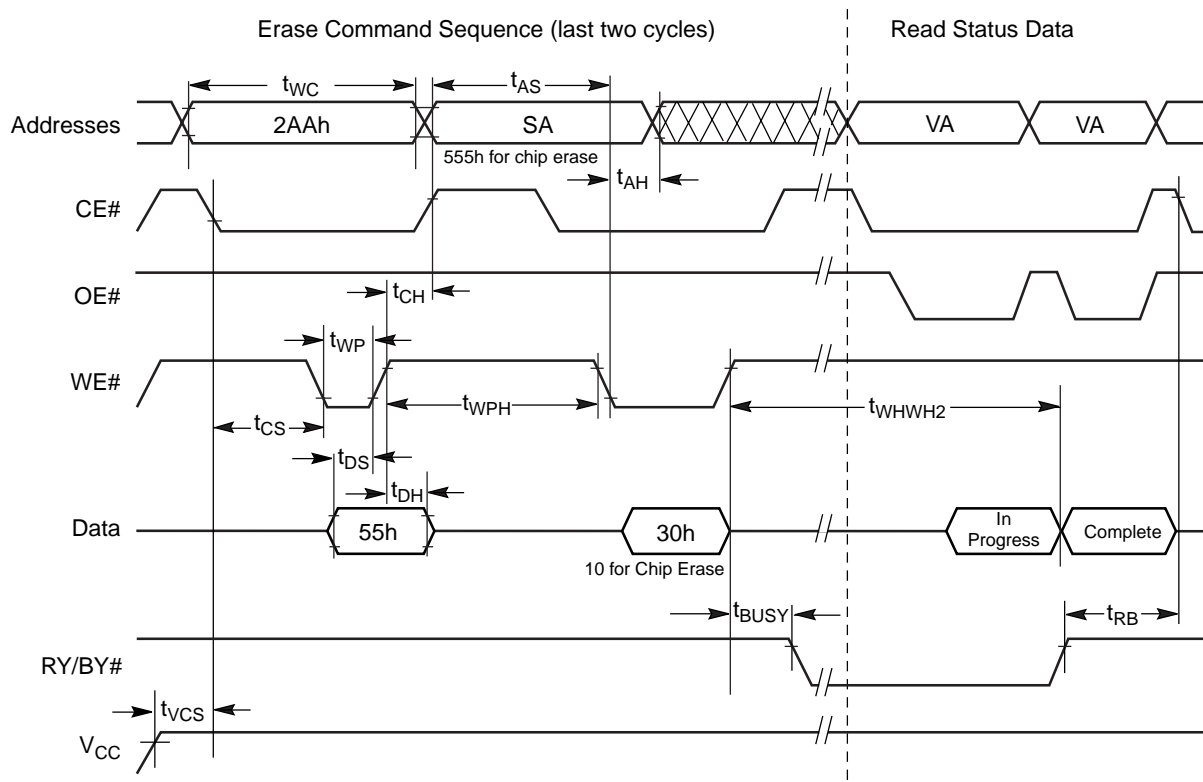 Erase Command Sequence (last two cycles)
Read Status Data
tWC
tAS
Addresses
2AAh
SA
VA
VA
555h for chip erase
tAH
CE#
OE#
tCH
tWP
WE#
tWPH
tWHWH2
tCS
tDS
tDH
Data
55h
30h
In
Progress
Complete
10 for Chip Erase
tBUSY
tRB
RY/BY#
tVCS
VCC